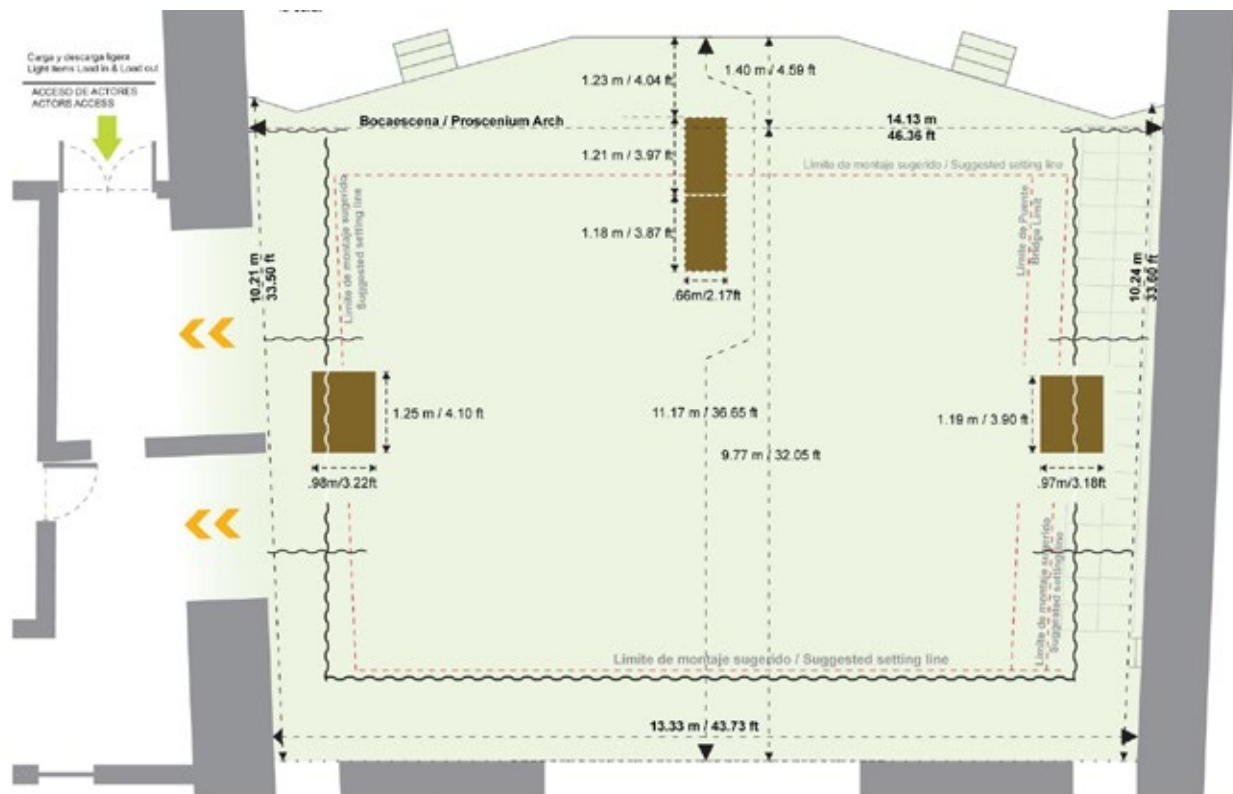 Carga y descarga ligera
Light Items Load in & Load out
ACCESO DE ACTORES
ACTORS ACCESS
1.23 m / 4.04 ft
1.40 m / 4.59 ft
Bocaescena / Proscenium Arch
14.13 m
46.36 ft
1.21 m / 3.97 ft
Límite de montaje sugerido / Suggested setting line
Límite de montaje sugerido
Suggested setting line
1.18 m / 3.87 ft
Límite de Puente
Bridge Limit
10.21 m
33.50 ft
10.24 m
33.60 ft
.66m/2.17ft
1.25 m / 4.10 ft
11.17 m / 36.65 ft
1.19 m / 3.90 ft
9.77 m / 32.05 ft
.98m/3.22ft
.97m/3.18ft
Límite de montaje sugerido
Suggested setting line
Límite de montaje sugerido / Suggested setting line
13.33 m / 43.73 ft